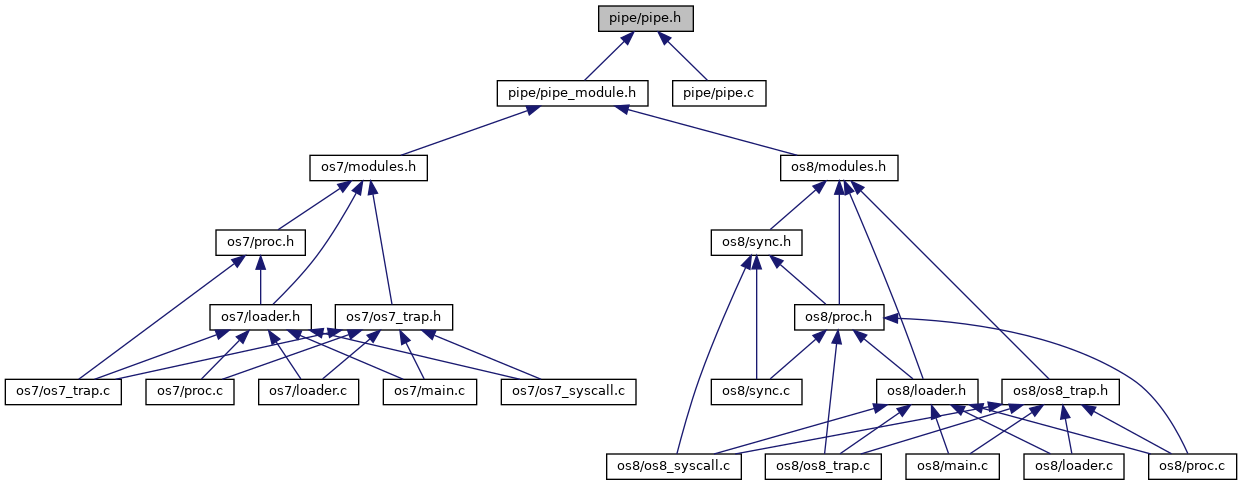 pipe/pipe.h
pipe/pipe_module.h
pipe/pipe.c
os7/modules.h
os8/modules.h
os7/proc.h
os8/sync.h
os7/loader.h
os7/os7_trap.h
os8/proc.h
os7/os7_trap.c
os7/proc.c
os7/loader.c
os7/main.c
os7/os7_syscall.c
os8/sync.c
os8/loader.h
os8/os8_trap.h
os8/os8_syscall.c
os8/os8_trap.c
os8/main.c
os8/loader.c
os8/proc.c